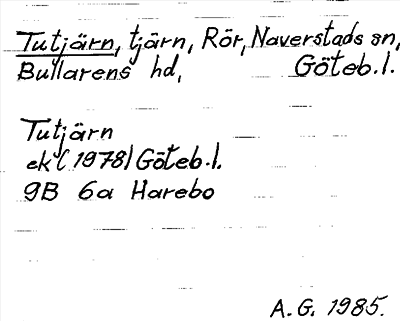 Tutjärn, tjärn, Rör, Naverstads sn,
Bullarens hd, Göteb.l.
Tutjärn
ek (1978) Göteb.l.
9B 6a Harebo
A.G. 1985.